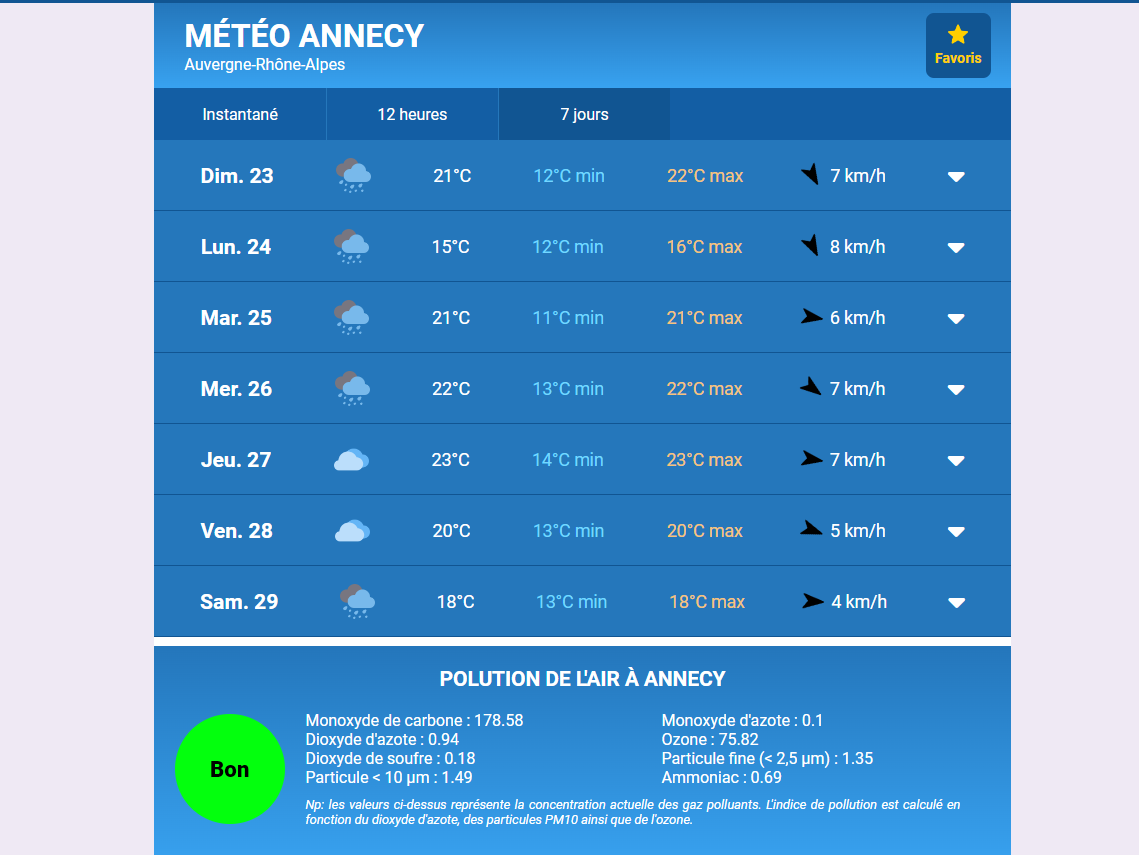 MÉTÉO ANNECY
Auvergne-Rhône-Alpes
Favoris
Instantané 12 heures 7 jours
Dim. 23 21°C 12°C min 22°C max 7 km/h
Lun. 24 15°C 12°C min 16°C max 8 km/h
Mar. 25 21°C 11°C min 21°C max 6 km/h
Mer. 26 22°C 13°C min 22°C max 7 km/h
Jeu. 27 23°C 14°C min 23°C max 7 km/h
Ven. 28 20°C 13°C min 20°C max 5 km/h
Sam. 29 18°C 13°C min 18°C max 4 km/h
POLUTION DE L'AIR À ANNECY
Bon
Monoxyde de carbone : 178.58
Dioxyde d'azote : 0.94
Dioxyde de soufre : 0.18
Particule < 10 µm : 1.49
Monoxyde d'azote : 0.1
Ozone : 75.82
Particule fine (< 2,5 µm) : 1.35
Ammoniac : 0.69
Np: les valeurs ci-dessus représente la concentration actuelle des gaz polluants. L'indice de pollution est calculé en
fonction du dioxyde d'azote, des particules PM10 ainsi que de l'ozone.